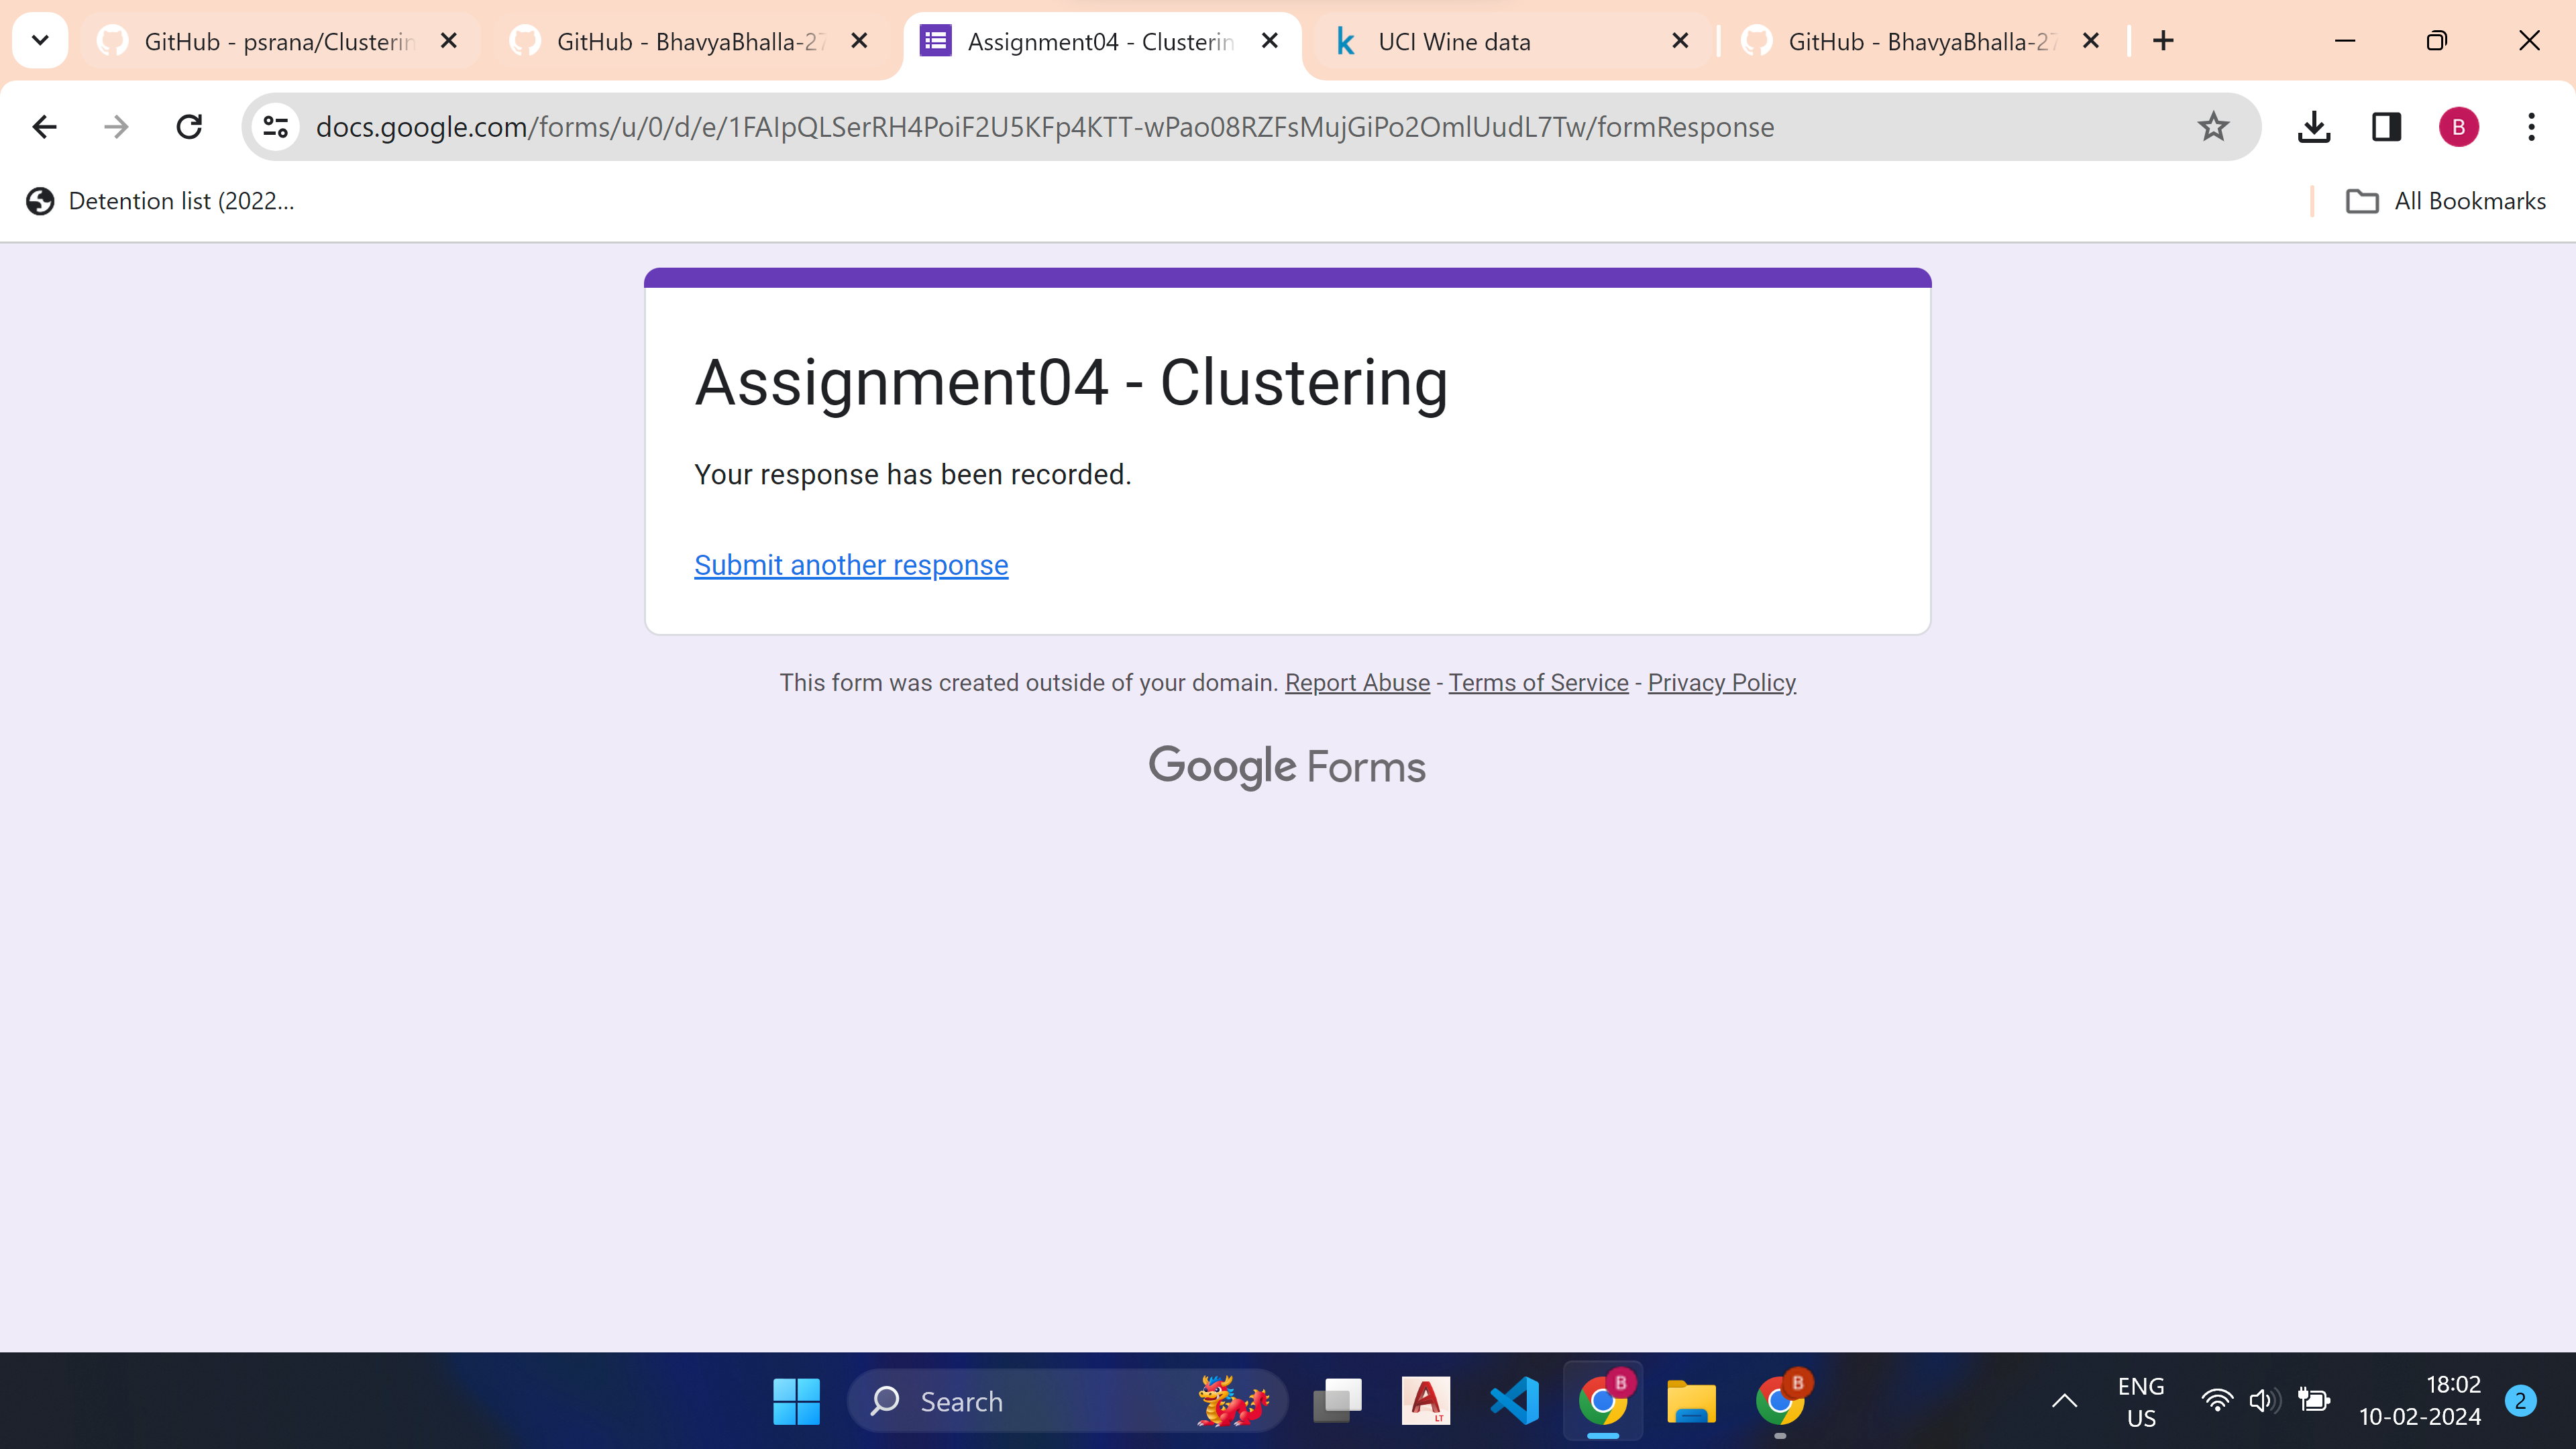 GitHub - psrana/Clusterin
GitHub - BhavyaBhalla-27
Assignment04 - Clusterin
UCI Wine data
GitHub - BhavyaBhalla-27
docs.google.com/forms/u/0/d/e/1FAIpQLSerRH4PoiF2U5KFp4KTT-wPao08RZFsMujGiPo2OmlUudL7Tw/formResponse
B
Detention list (2022...
All Bookmarks
Assignment04 - Clustering
Your response has been recorded.
Submit another response
This form was created outside of your domain. Report Abuse - Terms of Service - Privacy Policy
Google Forms
Search
A
LT
B
B
ENG
US
18:02
10-02-2024
2